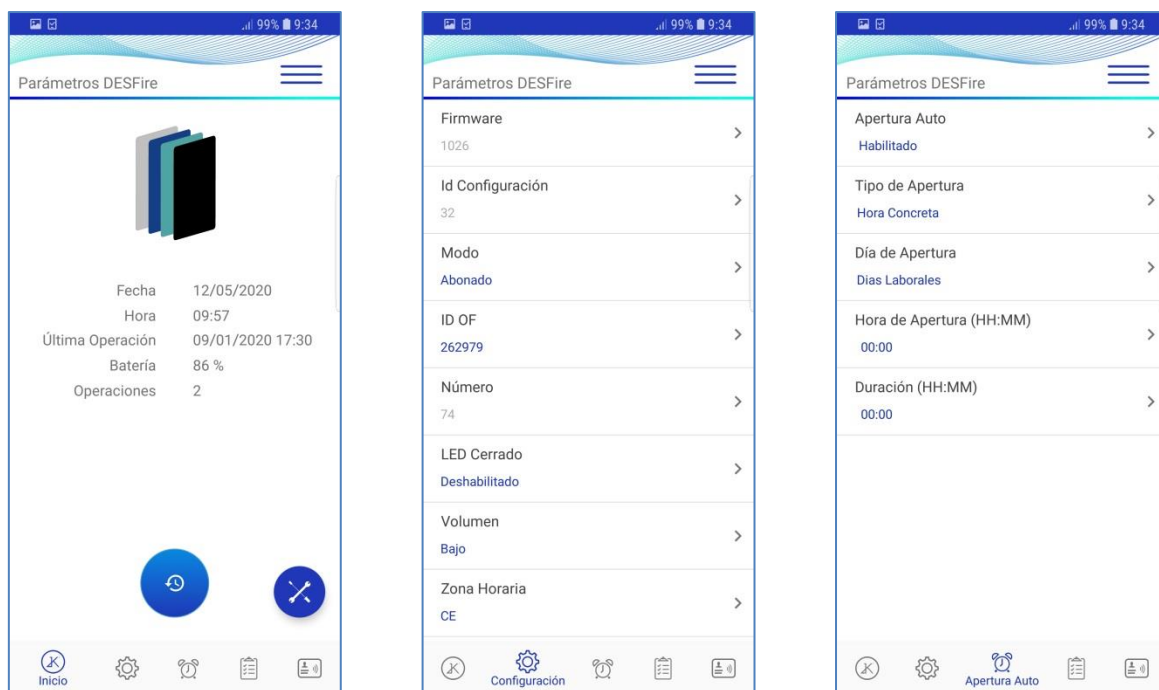 99% 9:34
Parámetros DESFire
Fecha 12/05/2020
Hora 09:57
Última Operación 09/01/2020 17:30
Batería 86 %
Operaciones 2
K
Inicio
99% 9:34
Parámetros DESFire
Firmware
1026
Id Configuración
32
Modo
Abonado
ID OF
262979
Número
74
LED Cerrado
Deshabilitado
Volumen
Bajo
Zona Horaria
CE
K
Configuración
99% 9:34
Parámetros DESFire
Apertura Auto
Habilitado
Tipo de Apertura
Hora Concreta
Día de Apertura
Dias Laborales
Hora de Apertura (HH:MM)
00:00
Duración (HH:MM)
00:00
K
Apertura Auto